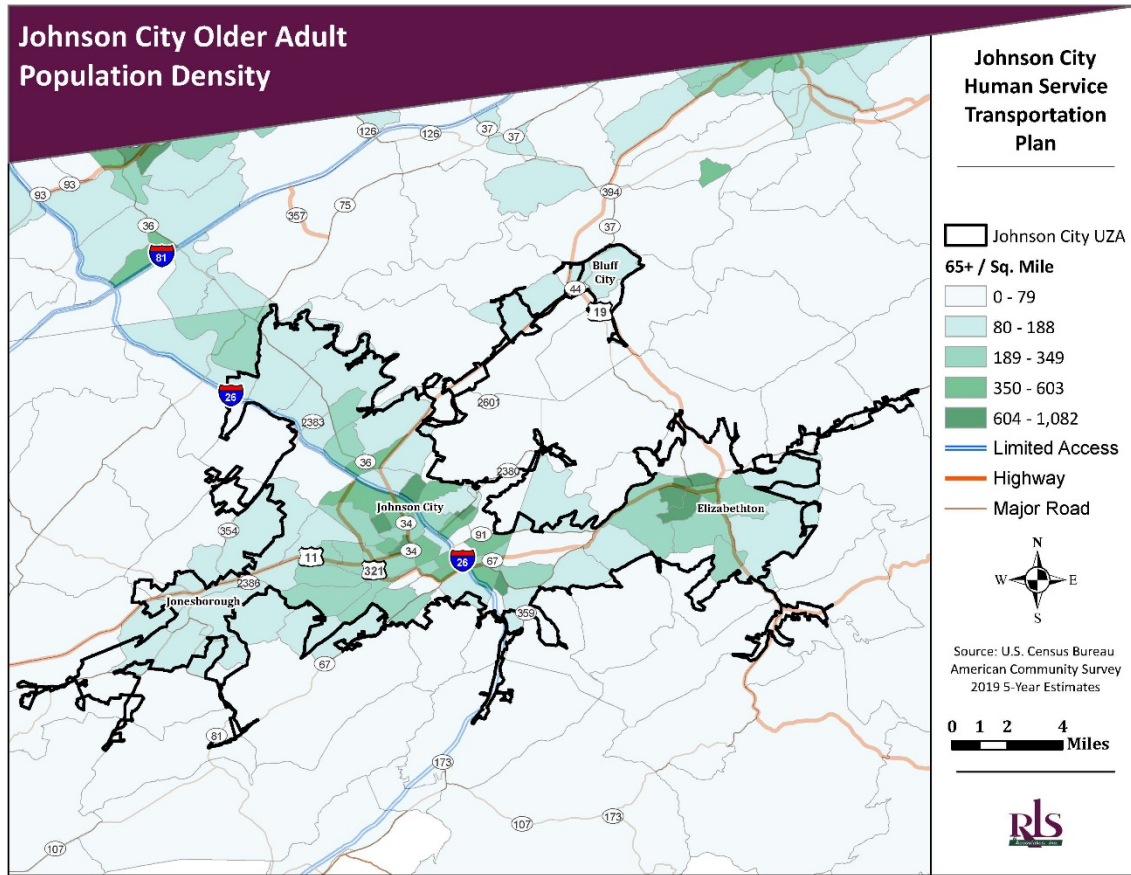 Johnson City Older Adult
Population Density
Johnson City
Human Service
Transportation
Plan
Johnson City UZA
65+ / Sq. Mile
0 - 79
80 - 188
189 - 349
350 - 603
604 - 1,082
Limited Access
Highway
Major Road
N
W E
S
Source: U.S. Census Bureau
American Community Survey
2019 5-Year Estimates
0 1 2 4
Miles
RLS
126
126
37
37
93
93
394
36
357
75
37
81
Bluff
City
44
19
26
2383
2601
36
2380
Johnson City
Elizabethton
34
91
354
11
34
321
26
67
2386
Jonesborough
359
67
81
173
107
173
107